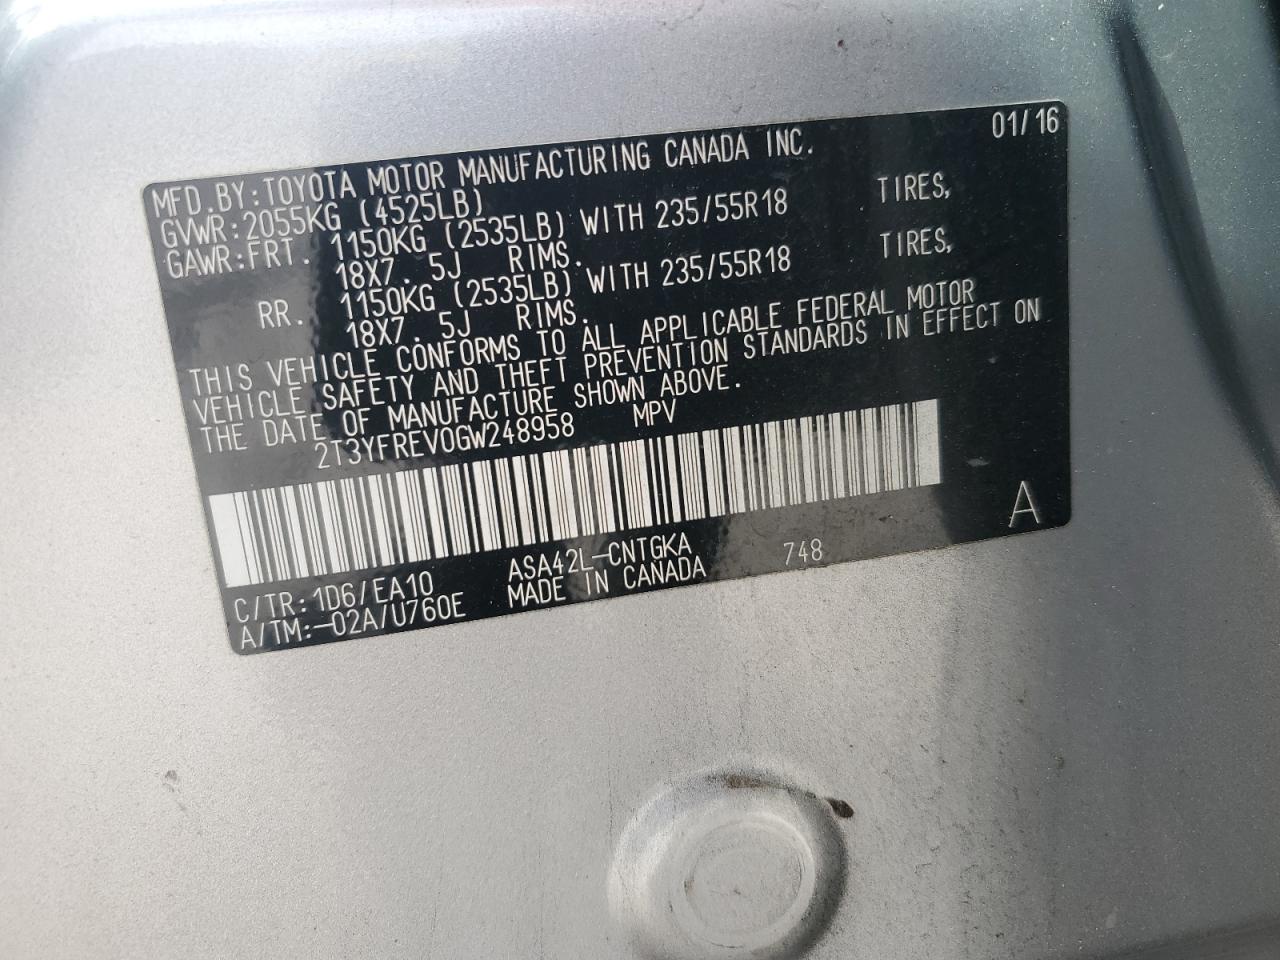 01/16
MFD.BY:TOYOTA MOTOR MANUFACTURING CANADA INC.
GVWR:2055KG (4525LB)
GAWR:FRT. 1150KG (2535LB) WITH 235/55R18 TIRES,
18X7.5J RIMS.
RR. 1150KG (2535LB) WITH 235/55R18 TIRES,
18X7.5J RIMS.
THIS VEHICLE CONFORMS TO ALL APPLICABLE FEDERAL MOTOR
VEHICLE SAFETY AND THEFT PREVENTION STANDARDS IN EFFECT ON
THE DATE OF MANUFACTURE SHOWN ABOVE.
2T3YFREV0GW248958 MPV
A
C/TR:1D6/EA10 ASA42L-CNTGKA 748
A/TM:-02A/U760E MADE IN CANADA